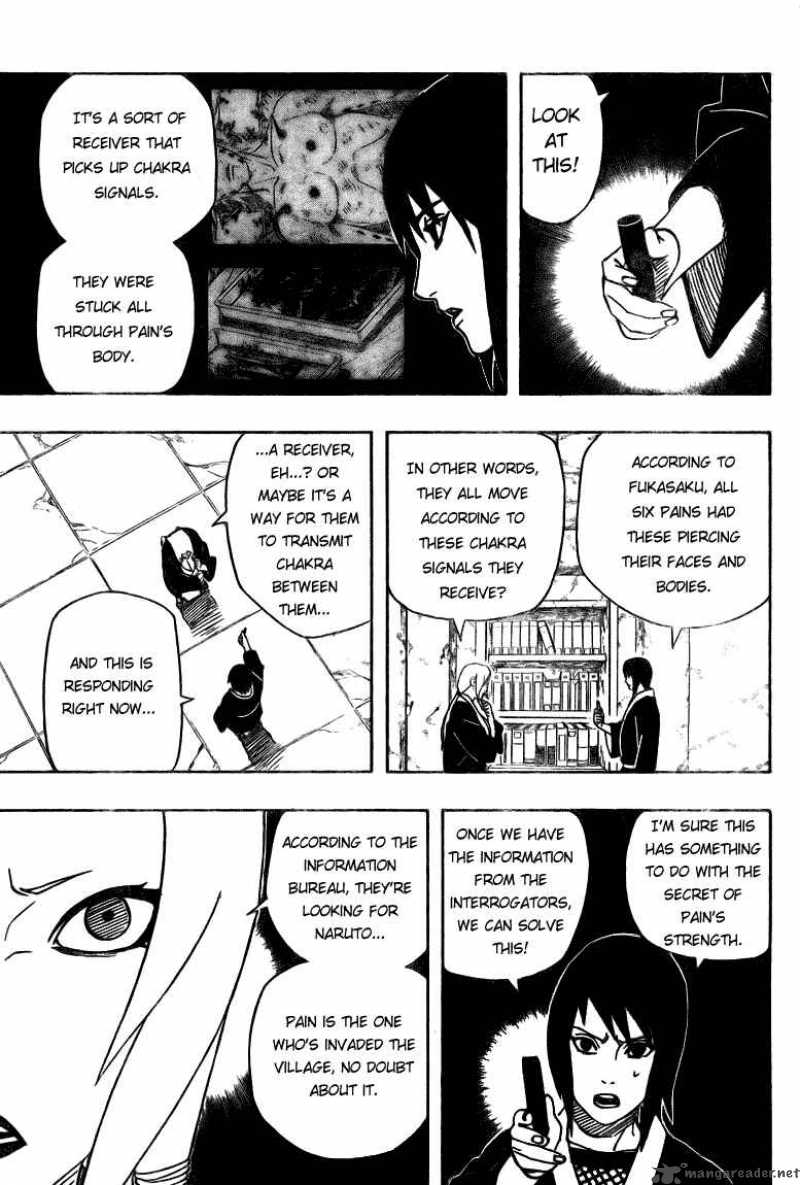 LOOK
AT
THIS!
IT'S A SORT OF
RECEIVER THAT
PICKS UP CHAKRA
SIGNALS.
THEY WERE
STUCK ALL
THROUGH PAIN'S
BODY.
ACCORDING TO
FUKASAKU, ALL
SIX PAINS HAD
THESE PIERCING
THEIR FACES AND
BODIES.
IN OTHER WORDS,
THEY ALL MOVE
ACCORDING TO
THESE CHAKRA
SIGNALS THEY
RECEIVE?
...A RECEIVER,
EH...? OR
MAYBE IT'S A
WAY FOR THEM
TO TRANSMIT
CHAKRA
BETWEEN
THEM...
AND THIS IS
RESPONDING
RIGHT NOW...
I'M SURE THIS
HAS SOMETHING
TO DO WITH THE
SECRET OF
PAIN'S
STRENGTH.
ONCE WE HAVE
THE INFORMATION
FROM THE
INTERROGATORS,
WE CAN SOLVE
THIS!
ACCORDING TO THE
INFORMATION
BUREAU, THEY'RE
LOOKING FOR
NARUTO...
PAIN IS THE ONE
WHO'S INVADED THE
VILLAGE, NO DOUBT
ABOUT IT.
mangareader.net